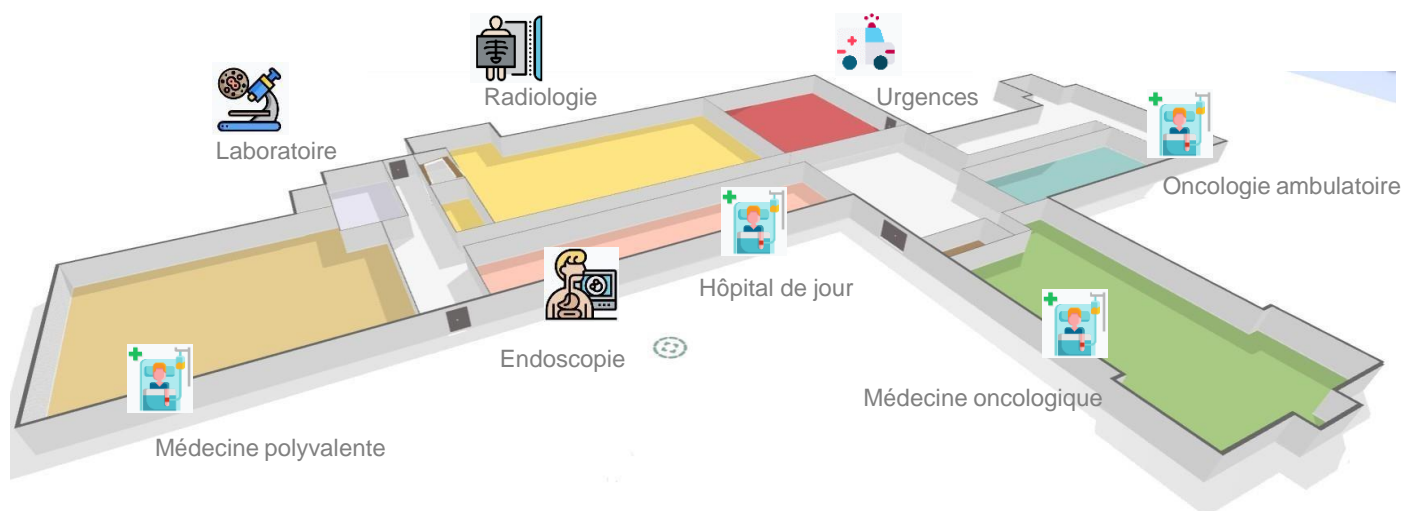 Radiologie
Urgences
Laboratoire
Oncologie ambulatoire
Hôpital de jour
Endoscopie
Médecine oncologique
Médecine polyvalente